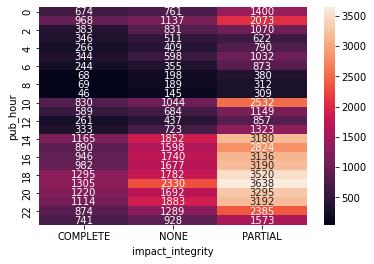 0 674 761 1400
968 1137 2073
2 383 831 1070
346 511 622
4 266 409 790
344 598 1032
6 244 355 873
68 198 380
8 69 189 312
46 145 309
10 830 1044 2532
589 684 1149
12 261 437 857
333 723 1323
14 1165 1852 3180
890 1598 2824
16 946 1740 3136
982 1677 3190
18 1295 1782 3520
1305 2330 3638
20 1220 1692 3295
1114 1883 3192
22 874 1289 2385
741 928 1573
COMPLETE NONE PARTIAL
impact_integrity
pub_hour
3500
3000
2500
2000
1500
1000
500